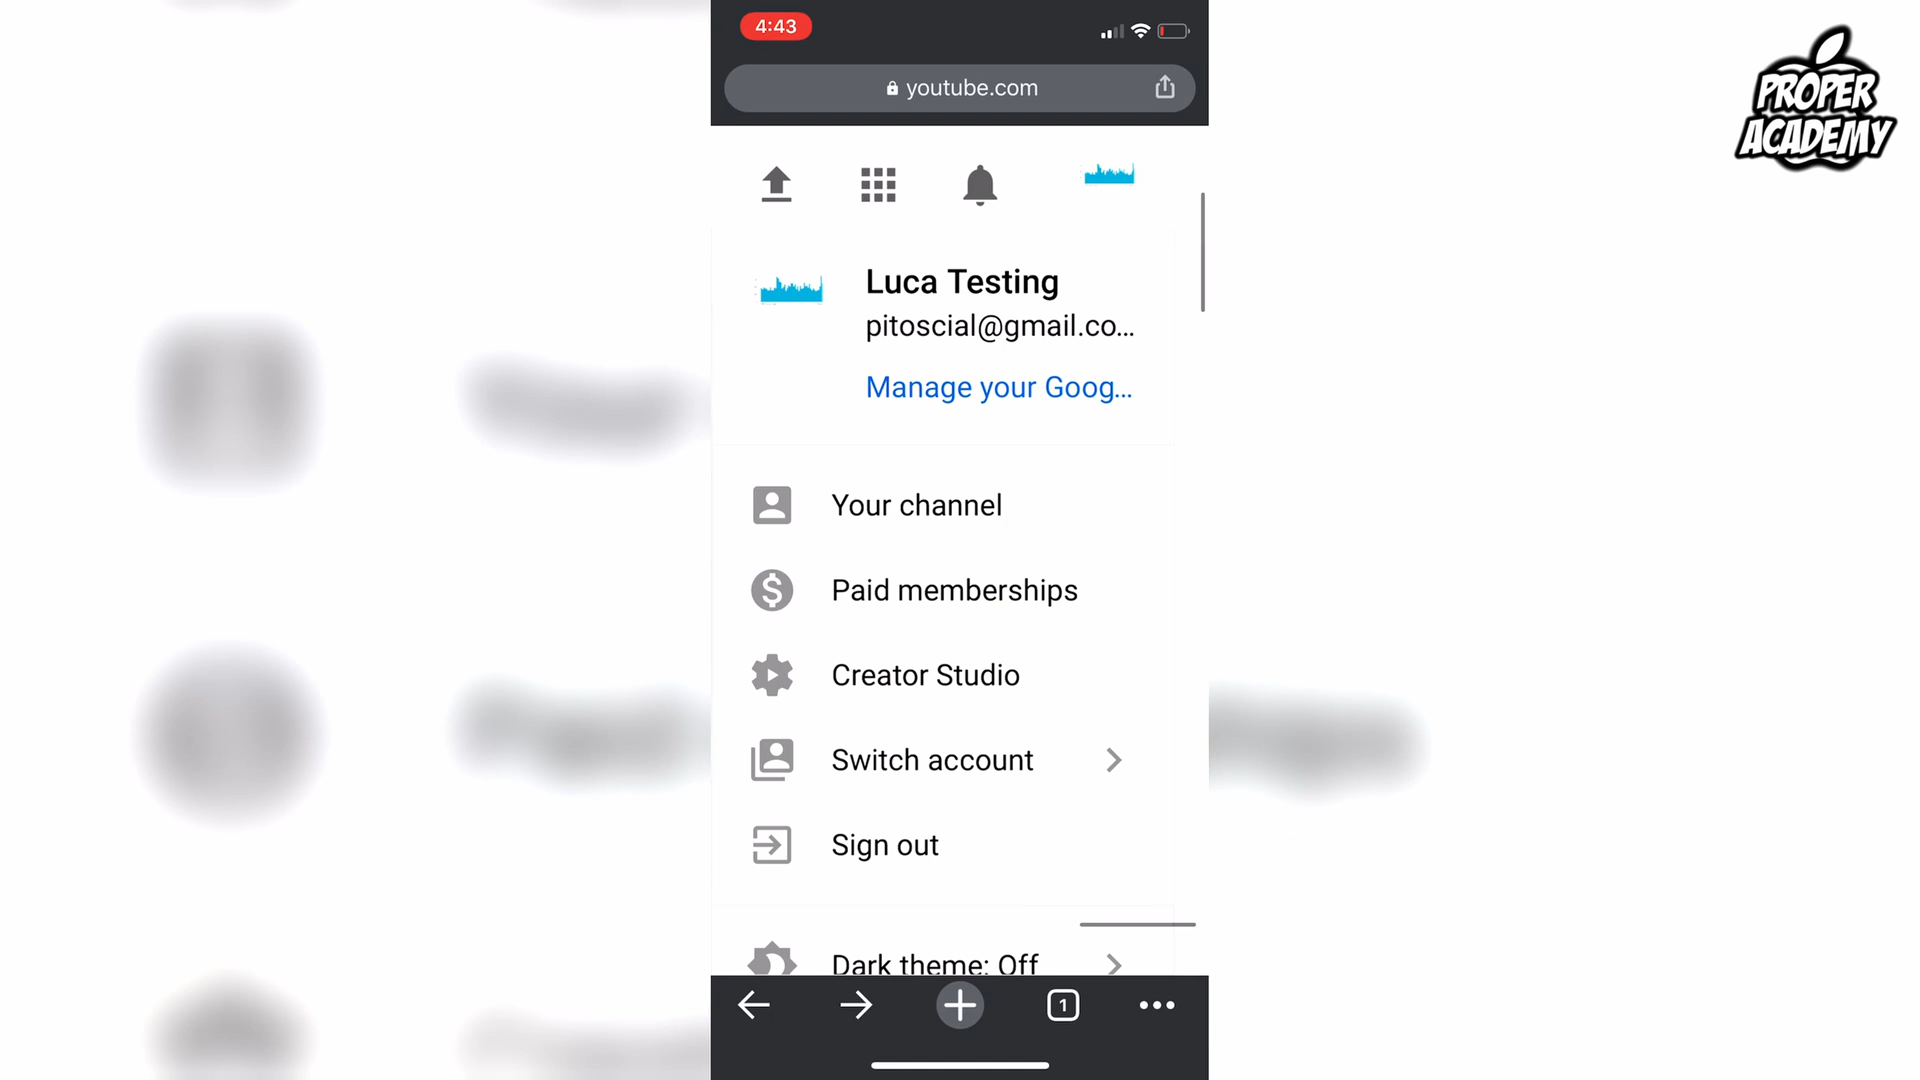 4:43
youtube.com
PROPER
ACADEMY
Luca Testing
pitoscial@gmail.co...
Manage your Goog...
Your channel
Paid memberships
Creator Studio
Switch account
Sign out
Dark theme: Off
1